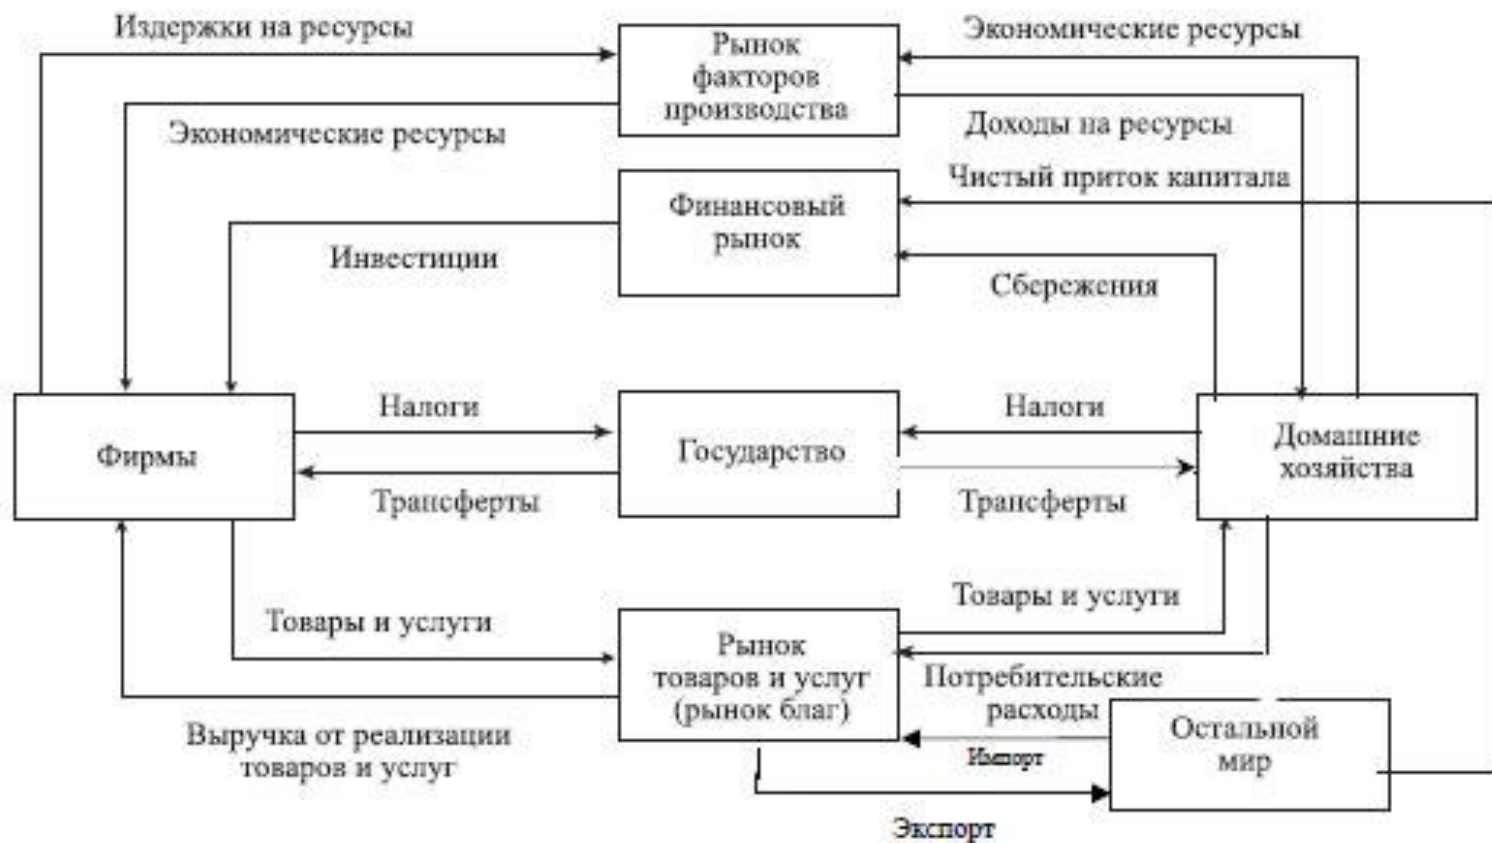 Издержки на ресурсы
Рынок
факторов
производства
Экономические ресурсы
Экономические ресурсы
Доходы на ресурсы
Чистый приток капитала
Финансовый
рынок
Инвестиции
Сбережения
Налоги
Налоги
Фирмы
Государство
Домашние
хозяйства
Трансферты
Трансферты
Товары и услуги
Товары и услуги
Рынок
товаров и услуг
(рынок благ)
Потребительские
расходы
Выручка от реализации
товаров и услуг
Импорт
Остальной
мир
Экспорт